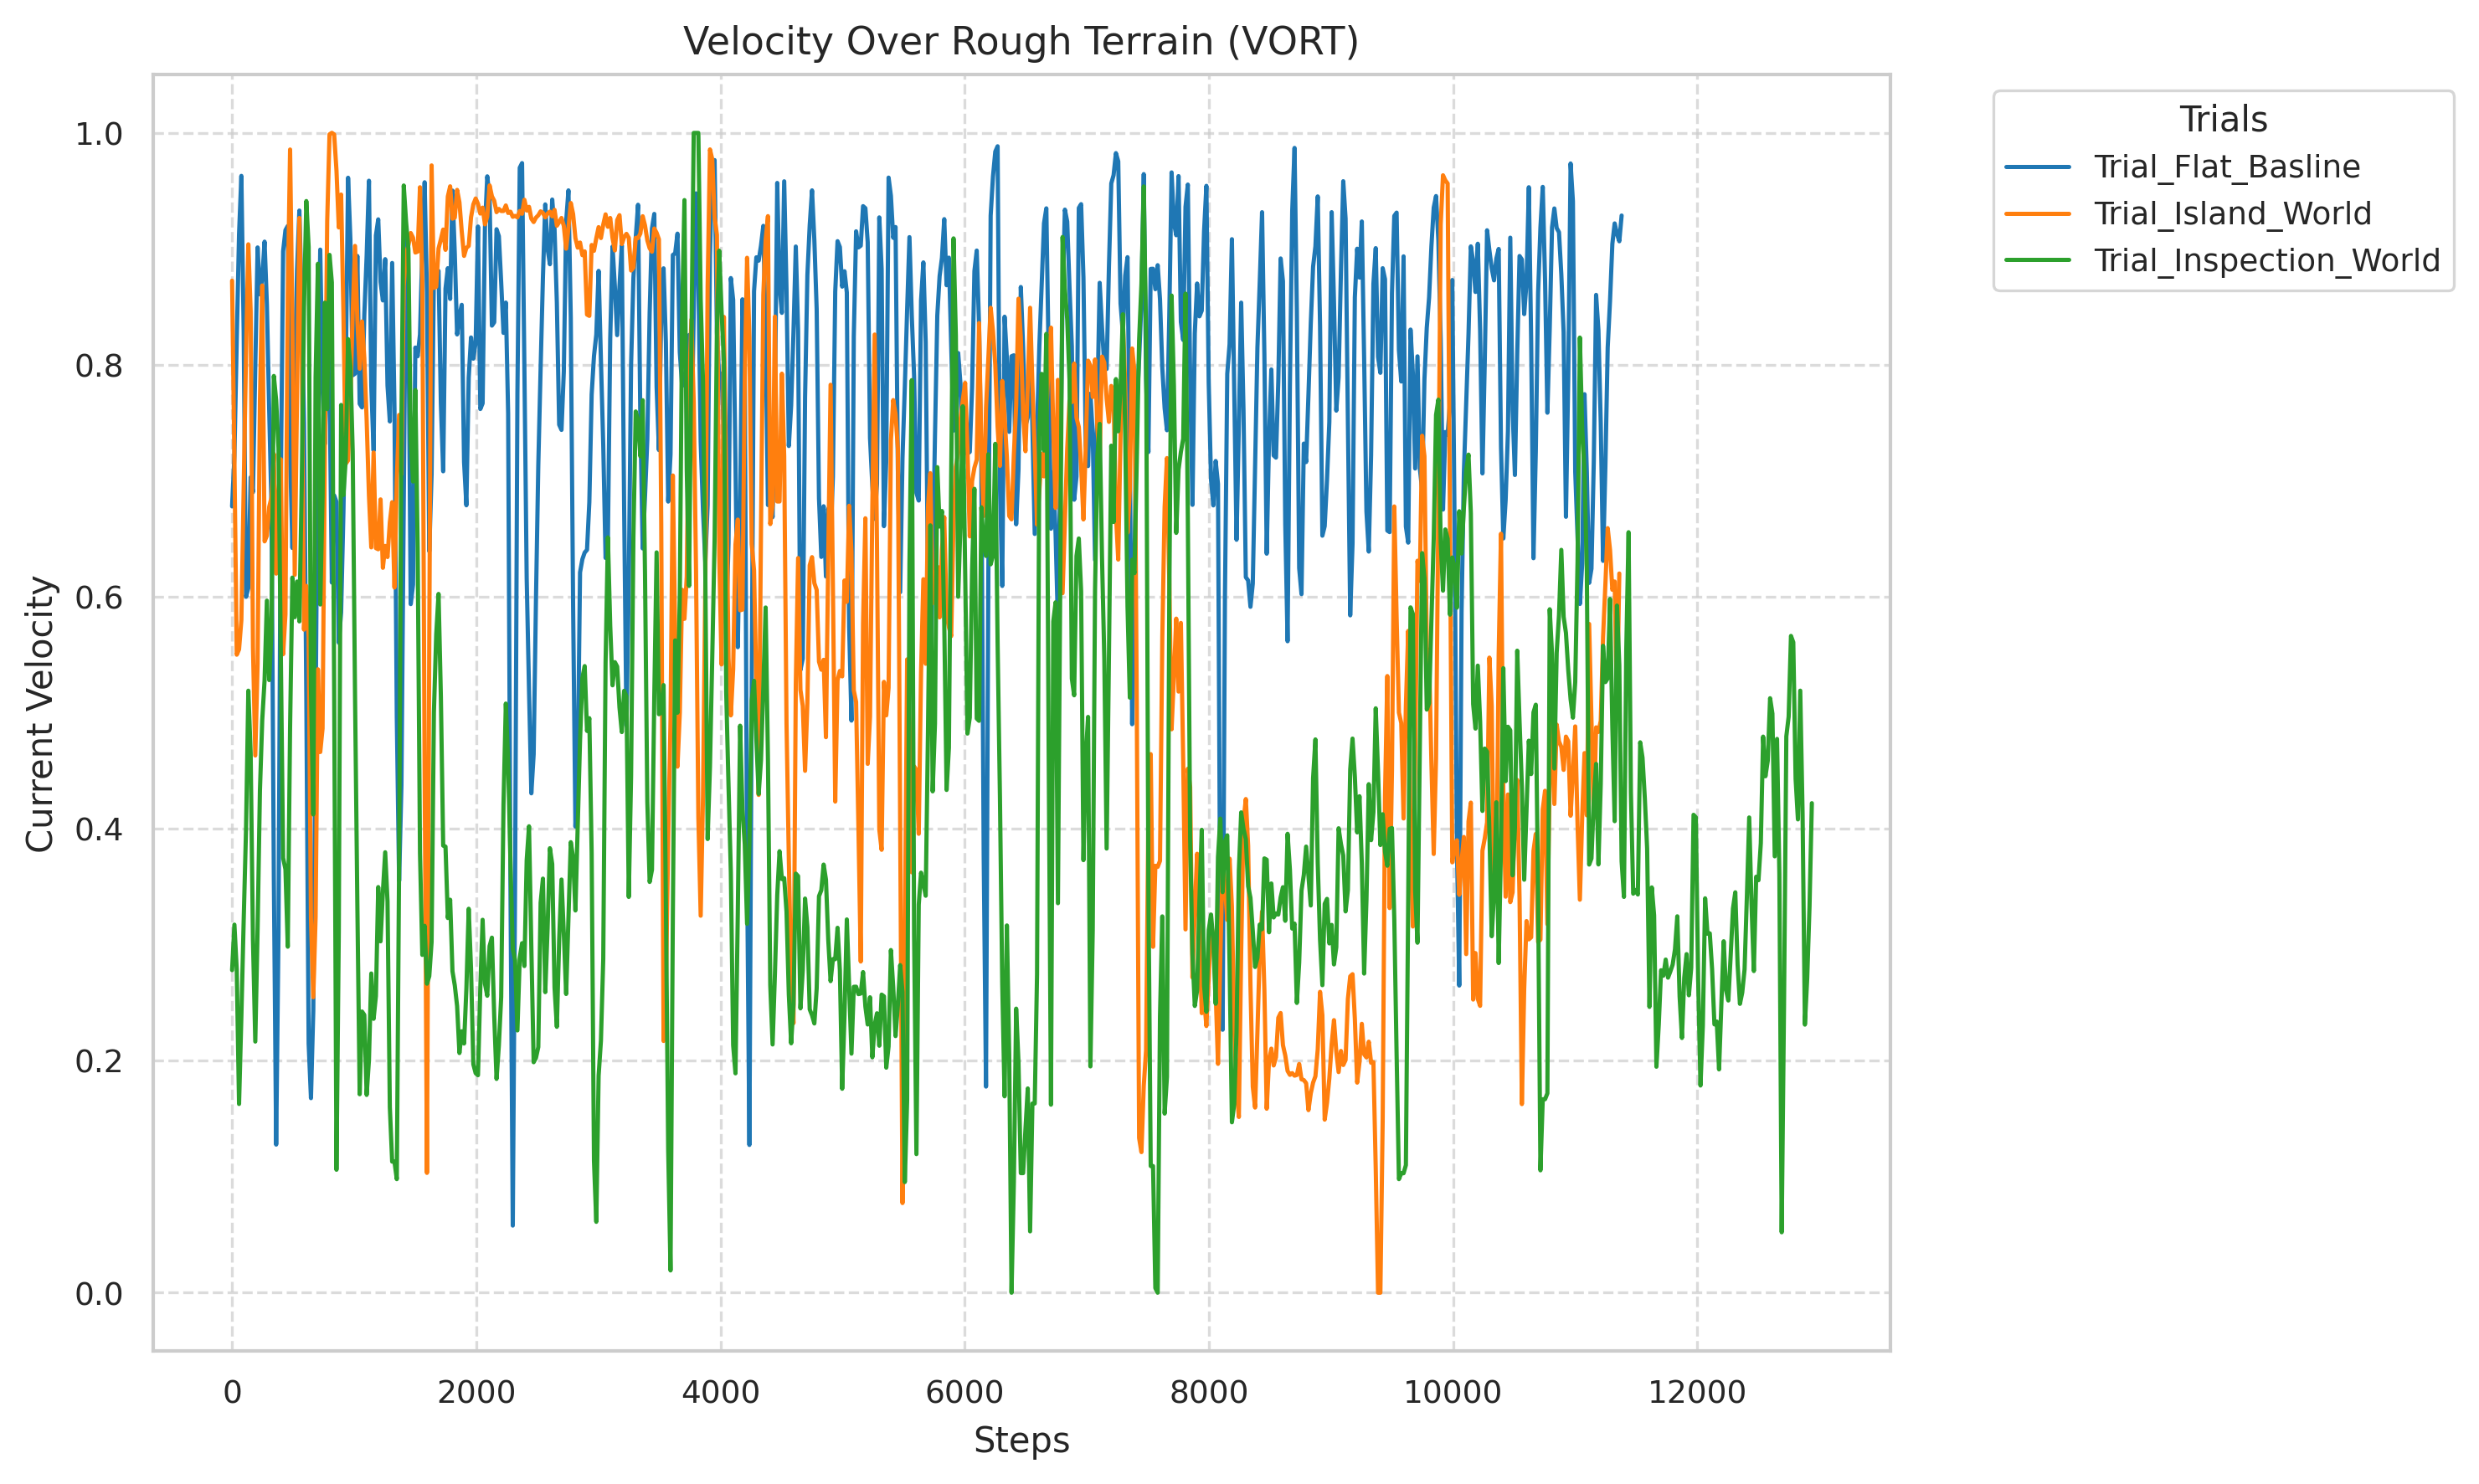 Velocity Over Rough Terrain (VORT)
Trials
Trial_Flat_Basline
Trial_Island_World
Trial_Inspection_World
Current Velocity
1.0
0.8
0.6
0.4
0.2
0.0
0 2000 4000 6000 8000 10000 12000
Steps